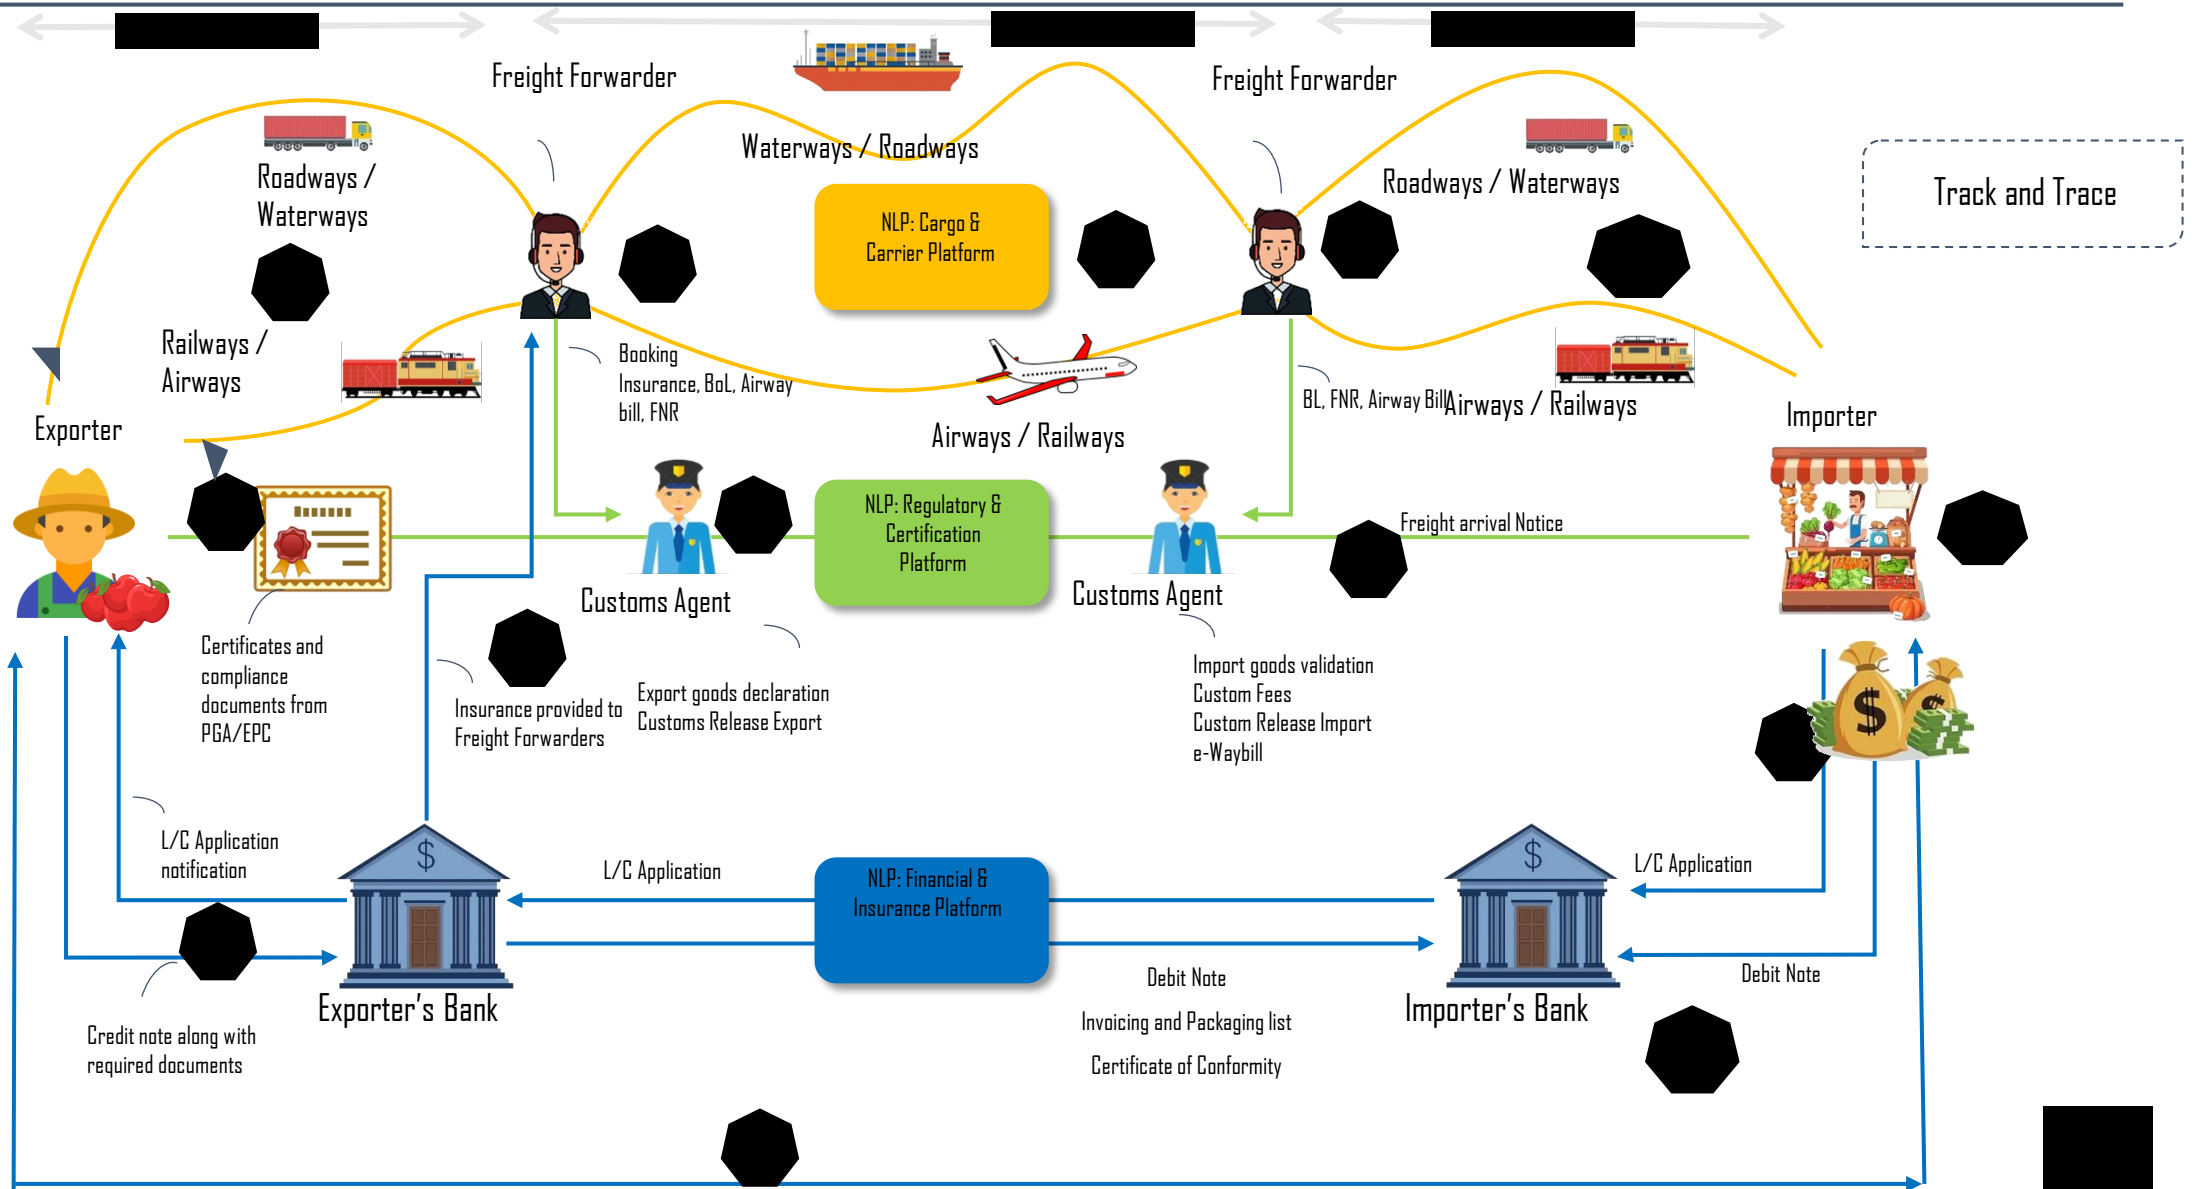 Freight Forwarder
Freight Forwarder
Waterways / Roadways
Roadways /
Waterways
Roadways / Waterways
Track and Trace
NLP: Cargo &
Carrier Platform
Railways /
Airways
Booking
Insurance, BoL, Airway
bill, FNR
BL, FNR, Airway Bill
Airways / Railways
Airways / Railways
Exporter
Importer
NLP: Regulatory &
Certification
Platform
Freight arrival Notice
Customs Agent
Customs Agent
Certificates and
compliance
documents from
PGA/EPC
Insurance provided to
Freight Forwarders
Export goods declaration
Customs Release Export
Import goods validation
Custom Fees
Custom Release Import
e-Waybill
L/C Application
notification
$
L/C Application
NLP: Financial &
Insurance Platform
$
L/C Application
$
$
Debit Note
Debit Note
Invoicing and Packaging list
Certificate of Conformity
Exporter's Bank
Importer's Bank
Credit note along with
required documents